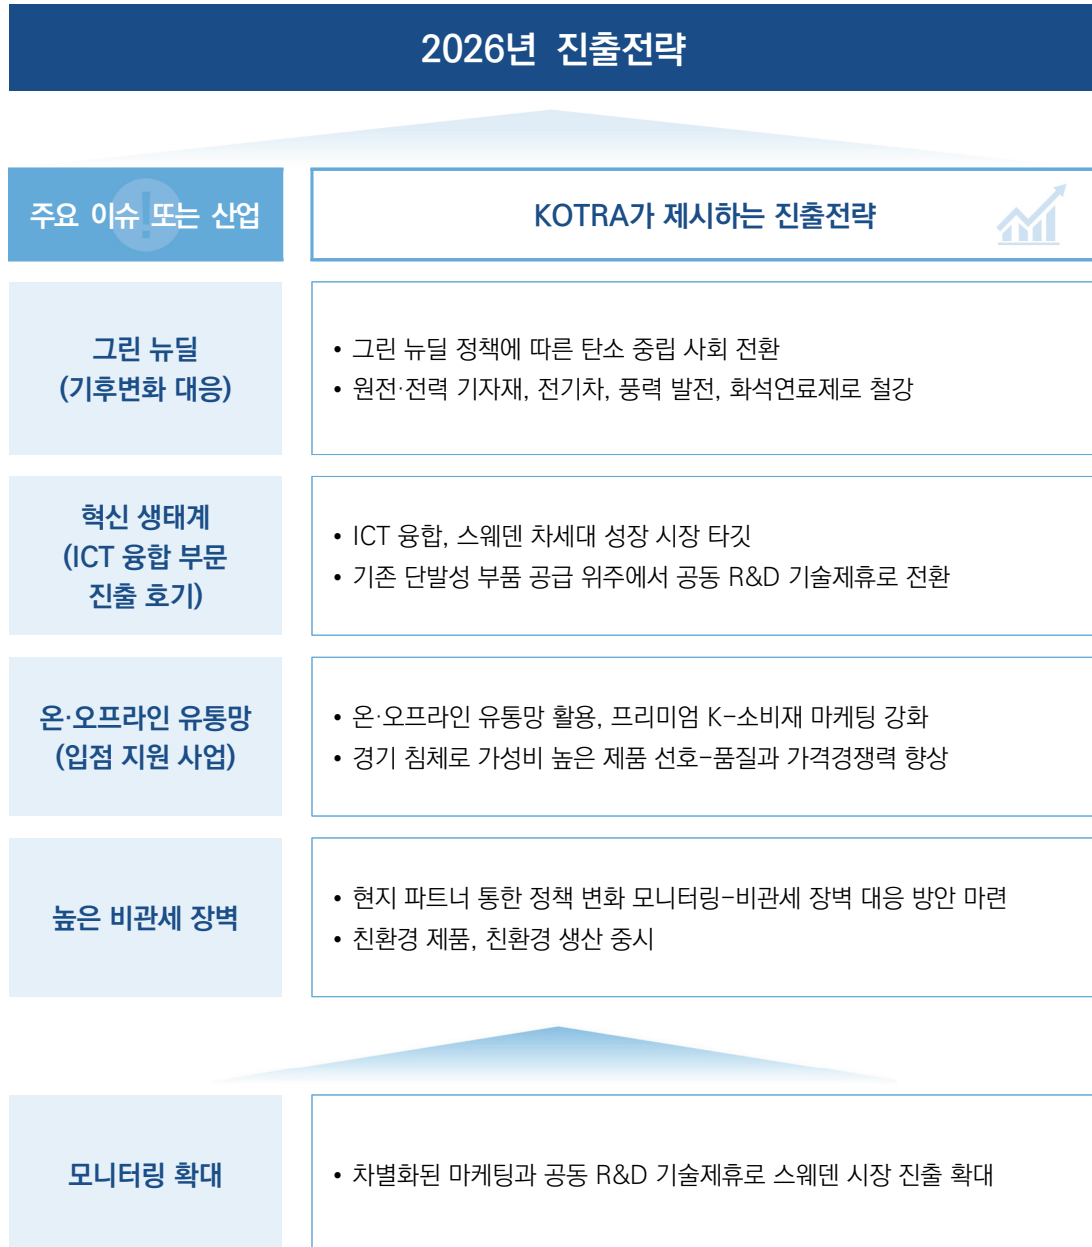 2026년 진출전략
주요 이슈 또는 산업
KOTRA가 제시하는 진출전략
그린 뉴딜
(기후변화 대응)
• 그린 뉴딜 정책에 따른 탄소 중립 사회 전환
• 원전·전력 기자재, 전기차, 풍력 발전, 화석연료제로 철강
혁신 생태계
(ICT 융합 부문
진출 호기)
• ICT 융합, 스웨덴 차세대 성장 시장 타깃
• 기존 단발성 부품 공급 위주에서 공동 R&D 기술제휴로 전환
온·오프라인 유통망
(입점 지원 사업)
• 온·오프라인 유통망 활용, 프리미엄 K-소비재 마케팅 강화
• 경기 침체로 가성비 높은 제품 선호-품질과 가격경쟁력 향상
높은 비관세 장벽
• 현지 파트너 통한 정책 변화 모니터링-비관세 장벽 대응 방안 마련
• 친환경 제품, 친환경 생산 중시
모니터링 확대
• 차별화된 마케팅과 공동 R&D 기술제휴로 스웨덴 시장 진출 확대